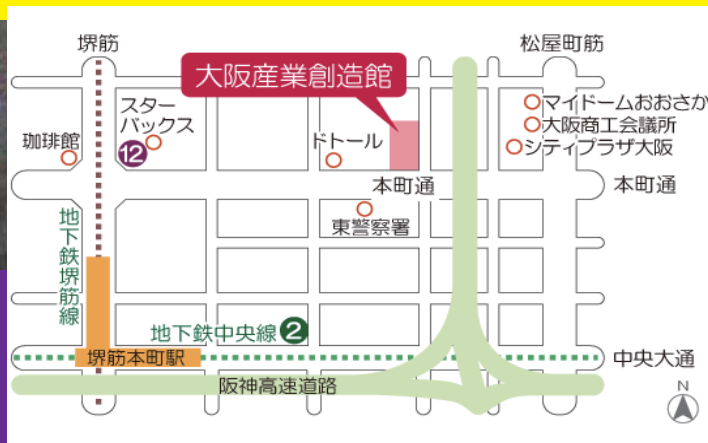 堺筋
松屋町筋
大阪産業創造館
スター
バックス
12
珈琲館
ドトール
マイドームおおさか
大阪商工会議所
シティプラザ大阪
本町通
本町通
東警察署
地下鉄堺筋線
地下鉄中央線 2
堺筋本町駅
中央大通
阪神高速道路
N